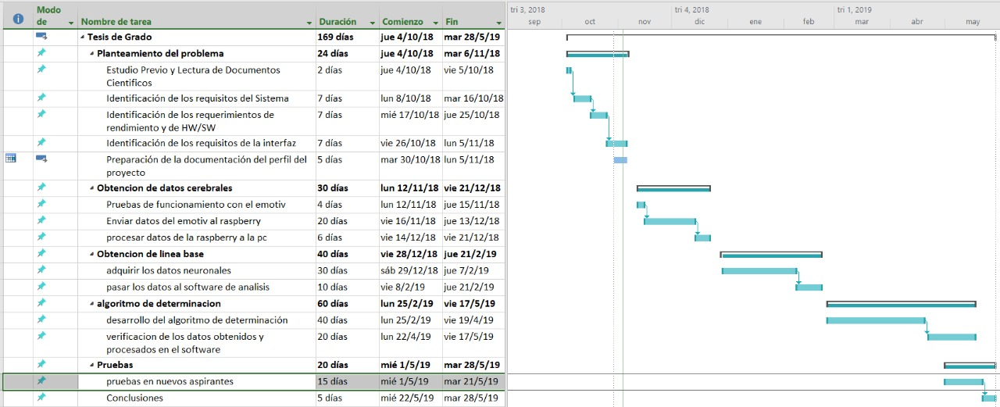 tri 3, 2018 tri 4, 2018 tri 1, 2019
sep oct nov dic ene feb abr may
Modo de Nombre de tarea Duración Comienzo Fin
Tesis de Grado 169 días jue 4/10/18 mar 28/5/19
Planteamiento del problema 24 días jue 4/10/18 mar 6/11/18
Estudio Previo y Lectura de Documentos 2 días jue 4/10/18 vie 5/10/18
Cientificos
Identificación de los requisitos del Sistema 7 días lun 8/10/18 mar 16/10/18
Identificación de los requerimientos de 7 días mié 17/10/18 jue 25/10/18
rendimiento y de HW/SW
Identificación de los requisitos de la interfaz 7 días vie 26/10/18 lun 5/11/18
Preparación de la documentación del perfil del 5 días mar 30/10/18 lun 5/11/18
proyecto
Obtencion de datos cerebrales 30 días lun 12/11/18 vie 21/12/18
Pruebas de funcionamiento con el emotiv 4 días lun 12/11/18 jue 15/11/18
Enviar datos del emotiv al raspberry 20 días vie 16/11/18 jue 13/12/18
procesar datos de la raspberry a la pc 6 días vie 14/12/18 vie 21/12/18
Obtencion de linea base 40 días vie 28/12/18 jue 21/2/19
adquirir los datos neuronales 30 días sáb 29/12/18 jue 7/2/19
pasar los datos al software de analisis 10 días vie 8/2/19 jue 21/2/19
algoritmo de determinacion 60 días lun 25/2/19 vie 17/5/19
desarrollo del algoritmo de determinación 40 días lun 25/2/19 vie 19/4/19
verificacion de los datos obtenidos y 20 días lun 22/4/19 vie 17/5/19
procesados en el software
Pruebas 20 días mié 1/5/19 mar 28/5/19
pruebas en nuevos aspirantes 15 días mié 1/5/19 mar 21/5/19
Conclusiones 5 días mié 22/5/19 mar 28/5/19